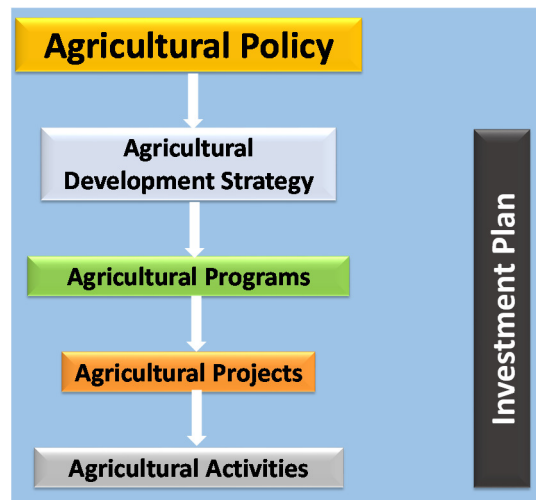 Agricultural Policy
Agricultural
Development Strategy
Agricultural Programs
Agricultural Projects
Agricultural Activities
Investment Plan